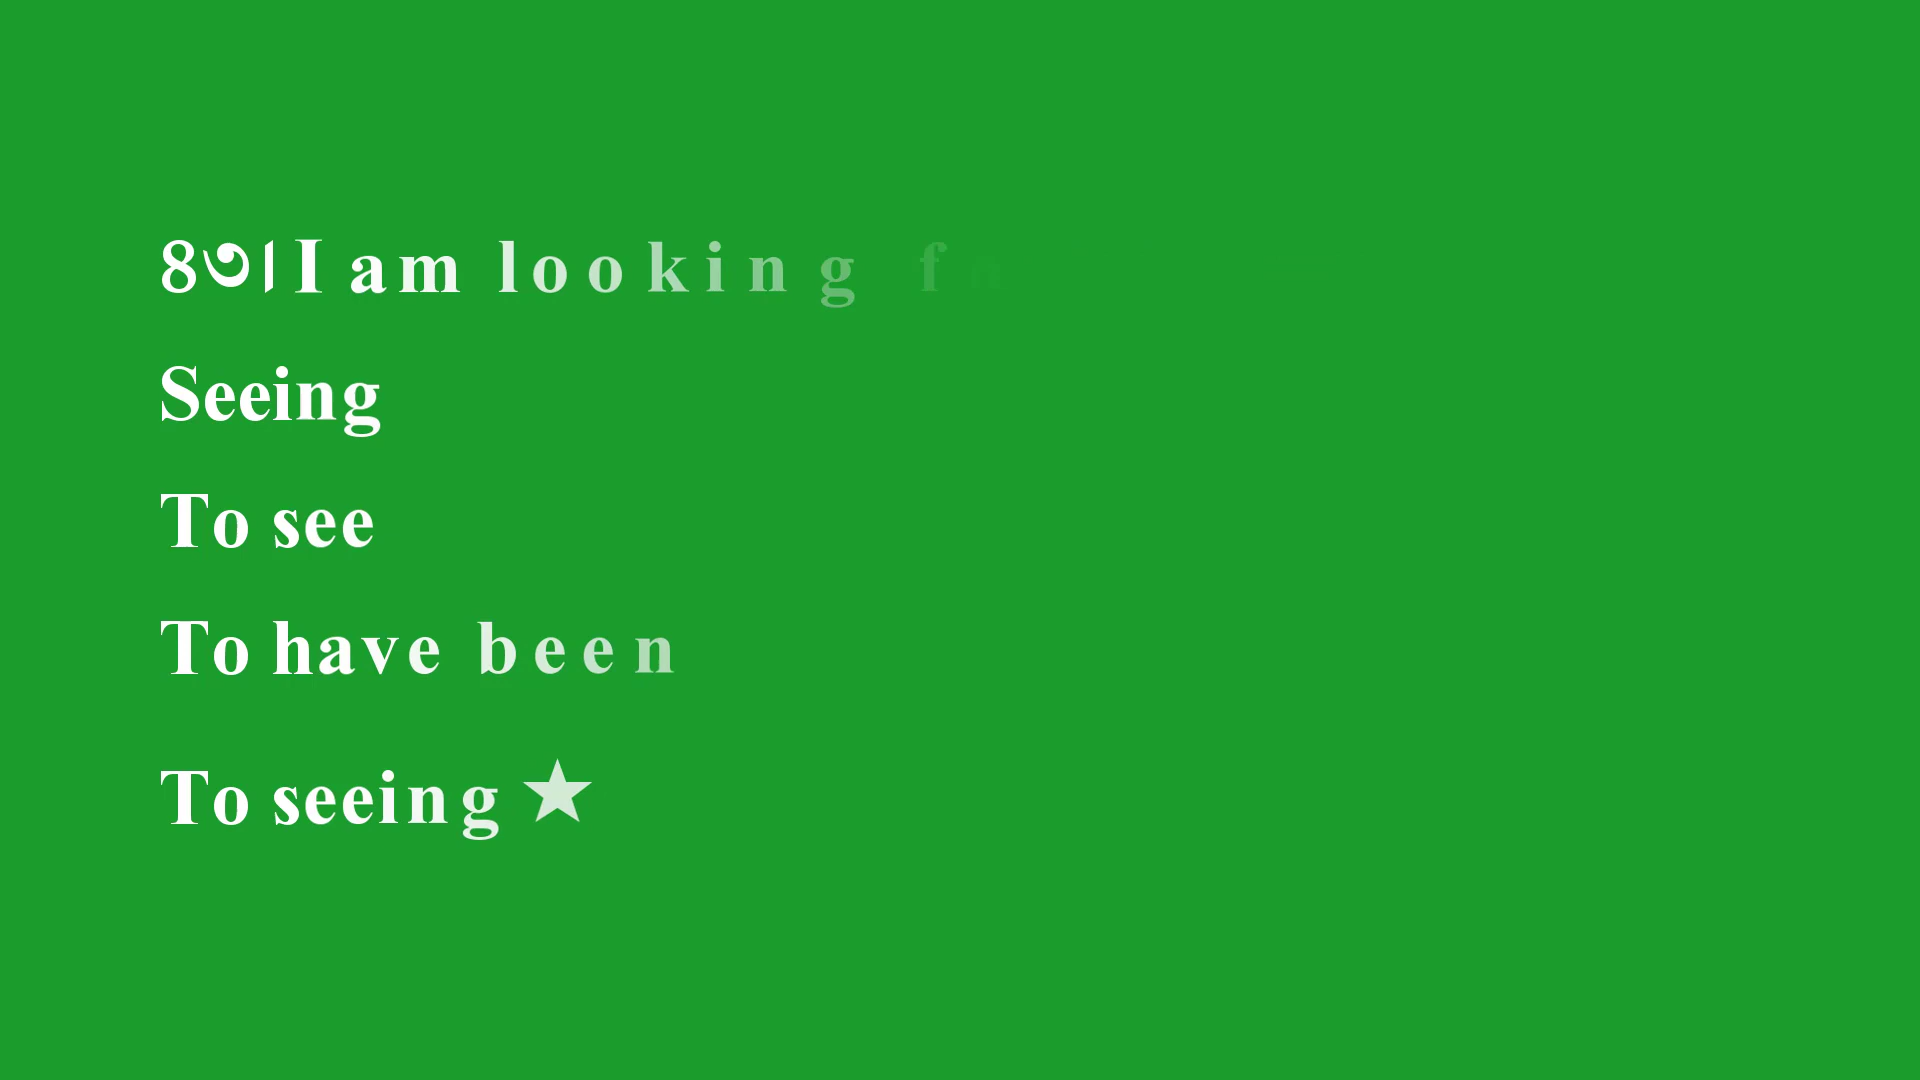 ৪৩। I am looking f
Seeing
To see
To have been
To seeing ★